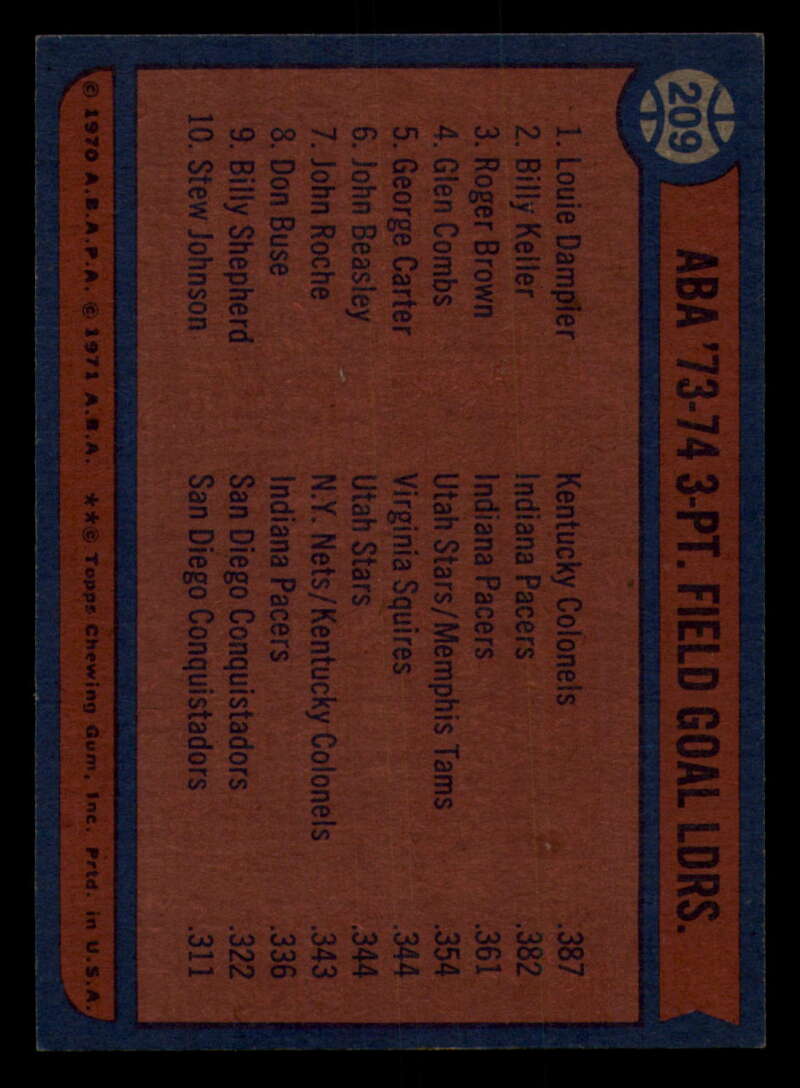 209
ABA '73-74 3-PT. FIELD GOAL LDRS.
1. Louie Dampier Kentucky Colonels .387
2. Billy Keller Indiana Pacers .382
3. Roger Brown Indiana Pacers .361
4. Glen Combs Utah Stars/Memphis Tams .354
5. George Carter Virginia Squires .344
6. John Beasley Utah Stars .344
7. John Roche N.Y. Nets/Kentucky Colonels .343
8. Don Buse Indiana Pacers .336
9. Billy Shepherd San Diego Conquistadors .322
10. Stew Johnson San Diego Conquistadors .311
© 1970 A.B.A.P.A. © 1971 A.B.A. **© Topps Chewing Gum, Inc. Prtd. in U.S.A.